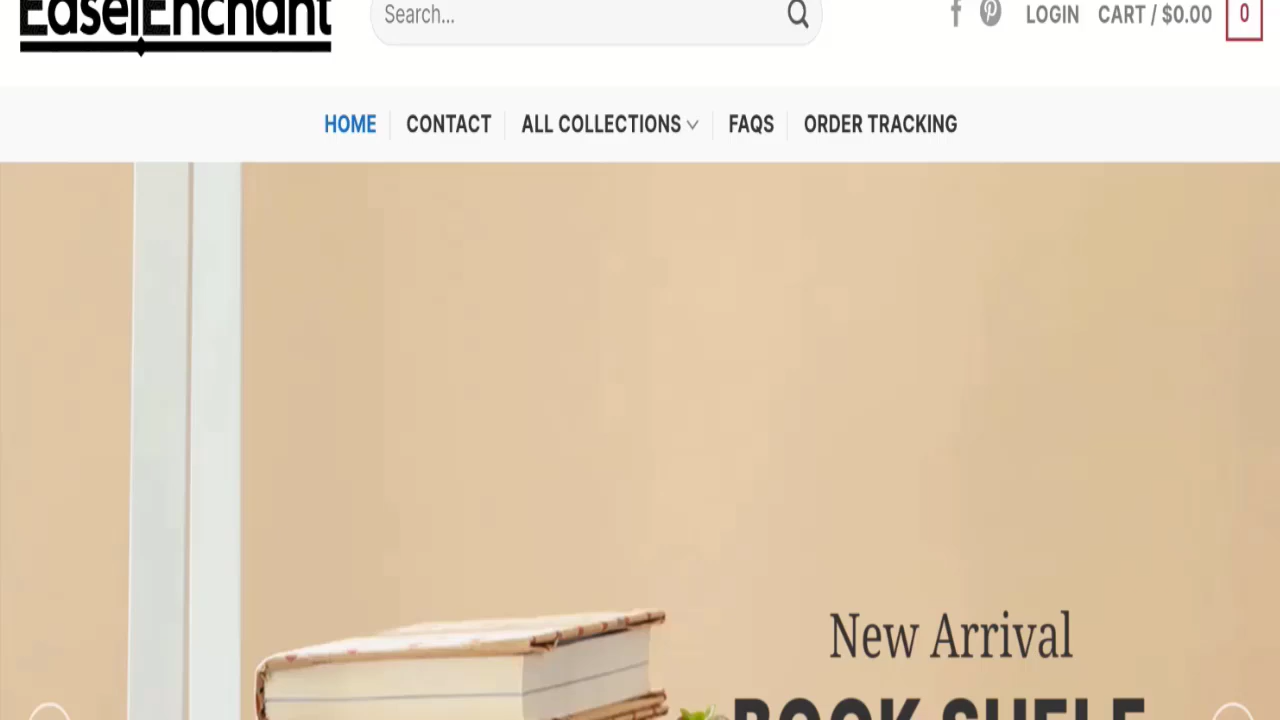 EaselEnchant
Search...
LOGIN
CART / $0.00
0
HOME
CONTACT
ALL COLLECTIONS
FAQS
ORDER TRACKING
New Arrival
BOOK SHELF